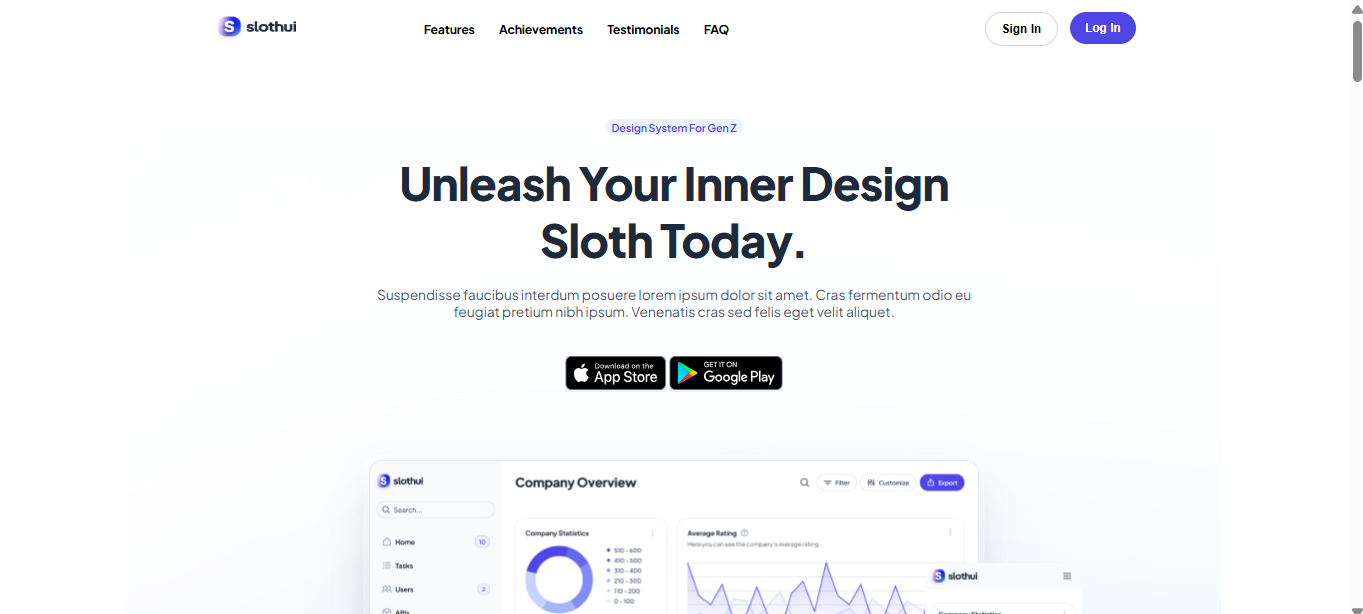 slothui
Features
Achievements
Testimonials
FAQ
Sign In
Log In
Design System For Gen Z
Unleash Your Inner Design
Sloth Today.
Suspendisse faucibus interdum posuere lorem ipsum dolor sit amet. Cras fermentum odio eu
feugiat pretium nibh ipsum. Venenatis cras sed felis eget velit aliquet.
Download on the
App Store
GET IT ON
Google Play
slothui
Search...
Home
10
Tasks
Users
2
APIs
Company Overview
Filter
Customize
Export
Company Statistics
510 - 600
410 - 500
310 - 400
210 - 300
110 - 200
0 - 100
Average Rating
Here you can see the company's average rating.
slothui
Company Statistics